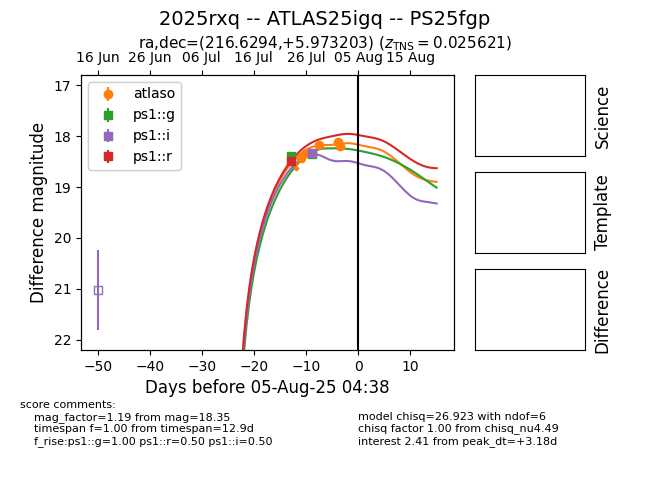 2025rxq -- ATLAS25igq -- PS25fgp
ra,dec=(216.6294,+5.973203) (z_TNS = 0.025621)
16 Jun 26 Jun 06 Jul 16 Jul 26 Jul 05 Aug 15 Aug
17
18
19
20
21
22
Difference magnitude
atlaso
ps1::g
ps1::i
ps1::r
−50 −40 −30 −20 −10 0 10
Days before 05-Aug-25 04:38
Science
Template
Difference
score comments:
mag_factor=1.19 from mag=18.35
timespan f=1.00 from timespan=12.9d
f_rise:ps1::g=1.00 ps1::r=0.50 ps1::i=0.50
model chisq=26.923 with ndof=6
chisq factor 1.00 from chisq_nu4.49
interest 2.41 from peak_dt=+3.18d